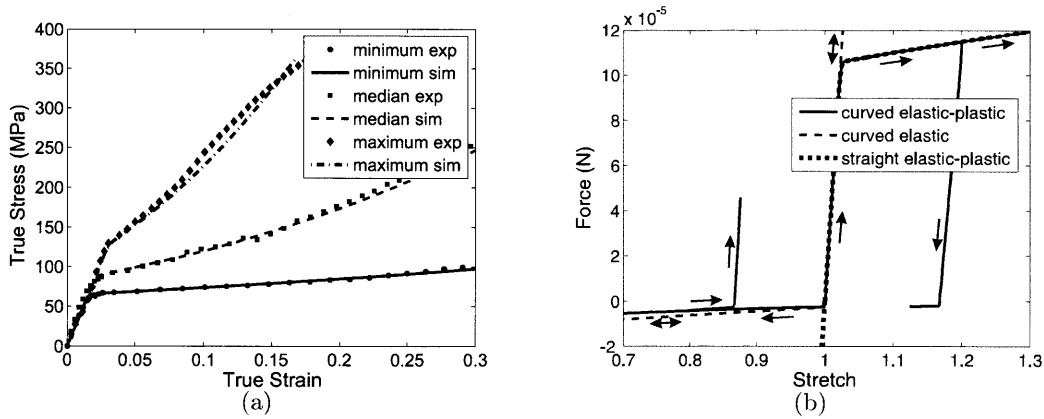 400
350
300
250
200
150
100
50
0
True Stress (MPa)
minimum exp
minimum sim
median exp
median sim
maximum exp
maximum sim
0 0.05 0.1 0.15 0.2 0.25 0.3
True Strain
(a)
12 x 10^-5
10
8
6
4
2
0
-2
Force (N)
curved elastic-plastic
curved elastic
straight elastic-plastic
0.7 0.8 0.9 1 1.1 1.2 1.3
Stretch
(b)